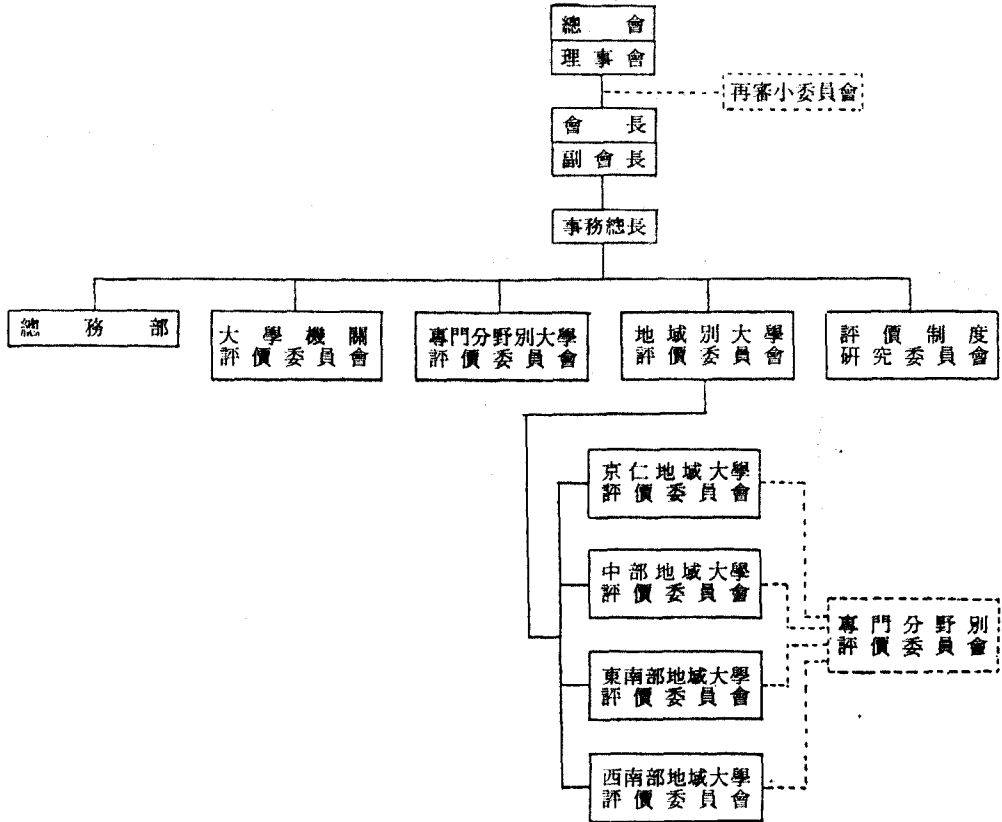 總會
理事會
再審小委員會
會長
副會長
事務總長
總務部
大學機關
評價委員會
專門分野別大學
評價委員會
地域別大學
評價委員會
評價制度
硏究委員會
京仁地域大學
評價委員會
中部地域大學
評價委員會
專門分野別
評價委員會
東南部地域大學
評價委員會
西南部地域大學
評價委員會